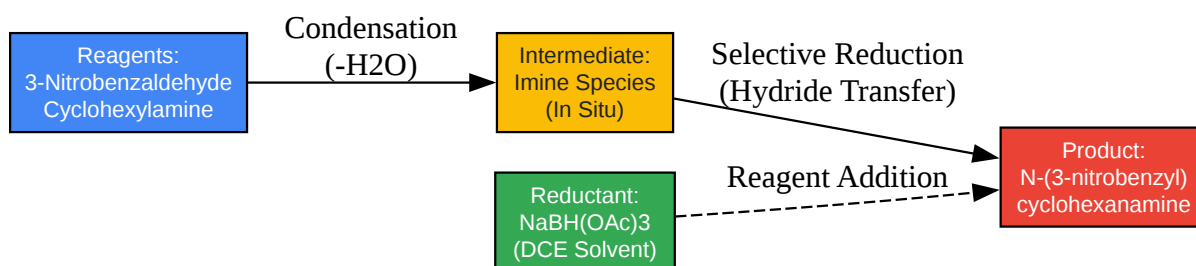 Reagents:
3-Nitrobenzaldehyde
Cyclohexylamine
Condensation
(-H2O)
Intermediate:
Imine Species
(In Situ)
Selective Reduction
(Hydride Transfer)
Reductant:
NaBH(OAc)3
(DCE Solvent)
Reagent Addition
Product:
N-(3-nitrobenzyl)
cyclohexanamine